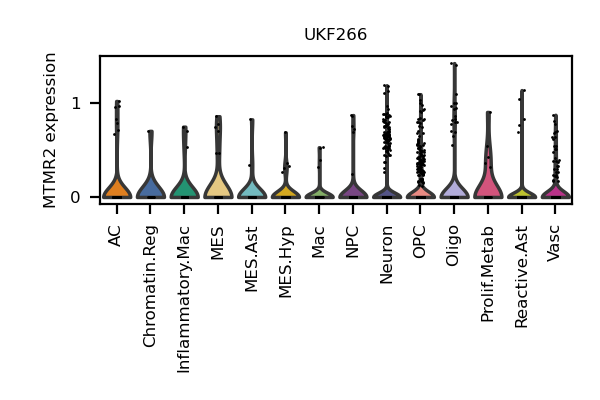 UKF266
MTMR2 expression
1
0
AC
Chromatin.Reg
Inflammatory.Mac
MES
MES.Ast
MES.Hyp
Mac
NPC
Neuron
OPC
Oligo
Prolif.Metab
Reactive.Ast
Vasc